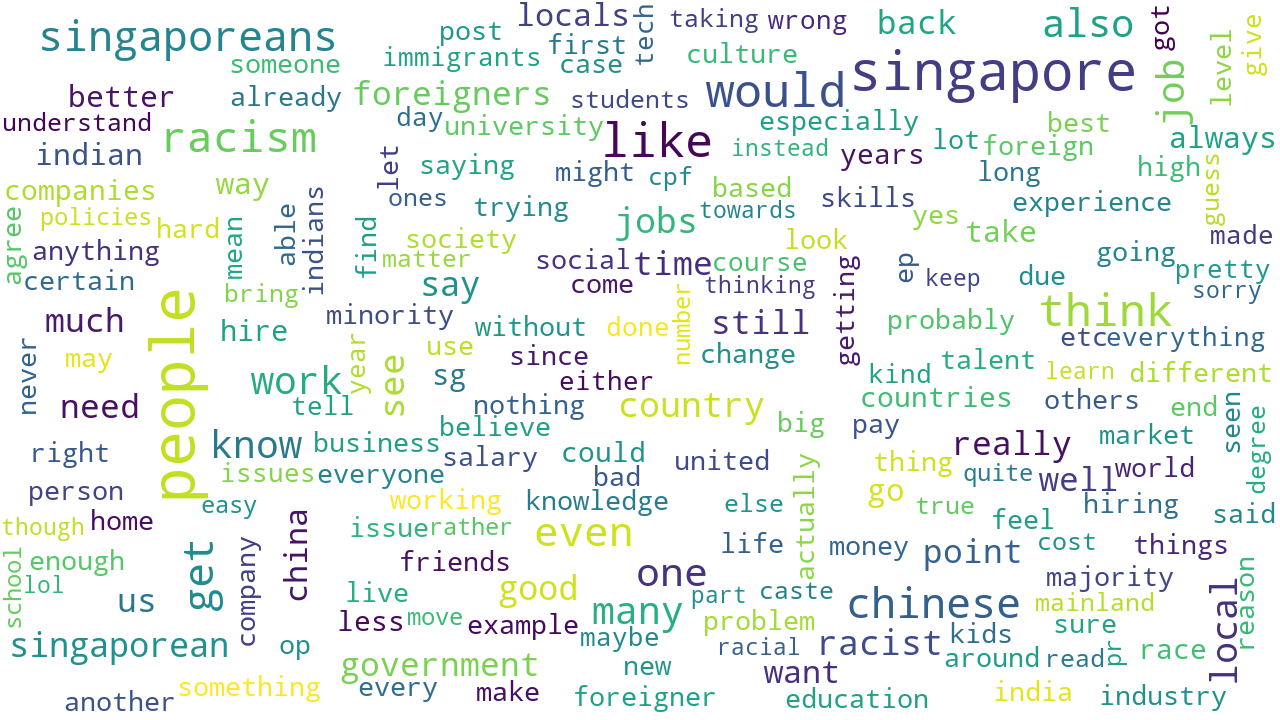 singaporeans
locals
taking
wrong
back
also
got
give
post
tech
immigrants
first
case
culture
singapore
someone
level
better
already
foreigners
students
would
job
understand
day
university
especially
best
racism
like
instead
lot
foreign
always
indian
let
saying
years
high
might
cpf
long
guess
companies
way
based
skills
experience
ones
trying
policies
hard
mean
able
indians
find
jobs
towards
yes
take
made
agree
anything
society
matter
look
going
social
time
course
ep
pretty
certain
say
come
thinking
keep
due
sorry
bring
number
getting
think
much
people
minority
without
done
still
probably
etc
everything
hire
never
may
year
use
since
change
talent
see
sg
either
kind
learn
different
work
need
tell
nothing
country
countries
others
end
seen
degree
know
business
believe
big
pay
really
market
right
salary
could
united
thing
quite
well
world
issues
everyone
bad
person
go
hiring
easy
working
knowledge
else
actually
true
feel
said
though
home
issue
rather
even
life
money
point
cost
things
get
company
china
friends
enough
school
lol
live
good
one
part
caste
majority
reason
us
less
move
example
many
problem
chinese
mainland
local
singaporean
op
maybe
racial
racist
kids
sure
pr
race
government
new
want
around
read
another
something
every
make
foreigner
education
india
industry